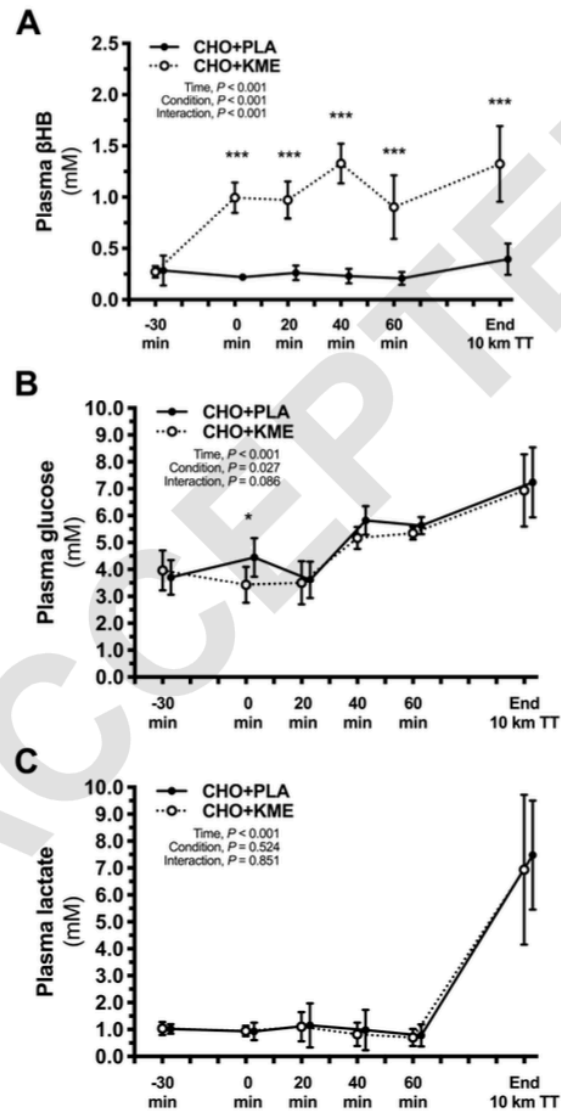 A
CHO+PLA
CHO+KME
Time, P < 0.001
Condition, P < 0.001
Interaction, P < 0.001
Plasma βHB
(mM)
2.5
2.0
1.5
1.0
0.5
0.0
***
***
***
***
***
-30 0 20 40 60 End
min min min min min 10 km TT
B
CHO+PLA
CHO+KME
Time, P < 0.001
Condition, P = 0.027
Interaction, P = 0.086
Plasma glucose
(mM)
10.0
9.0
8.0
7.0
6.0
5.0
4.0
3.0
2.0
1.0
0.0
*
-30 0 20 40 60 End
min min min min min 10 km TT
C
CHO+PLA
CHO+KME
Time, P < 0.001
Condition, P = 0.524
Interaction, P = 0.851
Plasma lactate
(mM)
10.0
9.0
8.0
7.0
6.0
5.0
4.0
3.0
2.0
1.0
0.0
-30 0 20 40 60 End
min min min min min 10 km TT